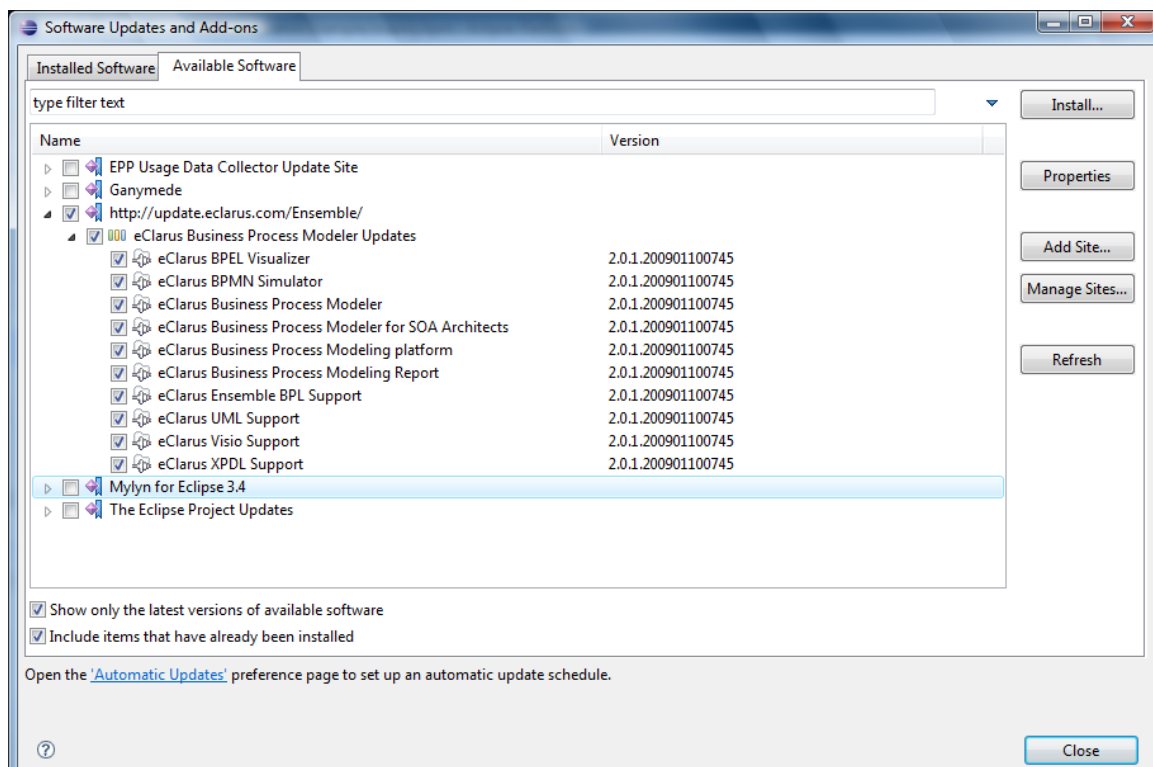 Software Updates and Add-ons
Installed Software Available Software
type filter text Install...
Name Version
EPP Usage Data Collector Update Site
Properties
Ganymede
http://update.eclarus.com/Ensemble/
eClarus Business Process Modeler Updates
Add Site...
eClarus BPEL Visualizer 2.0.1.200901100745
eClarus BPMN Simulator 2.0.1.200901100745
Manage Sites...
eClarus Business Process Modeler 2.0.1.200901100745
eClarus Business Process Modeler for SOA Architects 2.0.1.200901100745
eClarus Business Process Modeling platform 2.0.1.200901100745
Refresh
eClarus Business Process Modeling Report 2.0.1.200901100745
eClarus Ensemble BPL Support 2.0.1.200901100745
eClarus UML Support 2.0.1.200901100745
eClarus Visio Support 2.0.1.200901100745
eClarus XPDL Support 2.0.1.200901100745
Mylyn for Eclipse 3.4
The Eclipse Project Updates
Show only the latest versions of available software
Include items that have already been installed
Open the 'Automatic Updates' preference page to set up an automatic update schedule.
? Close